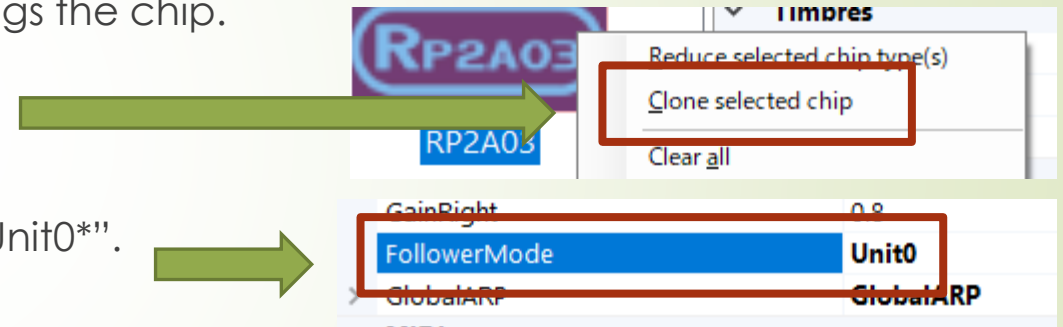 gs the chip.
Timbres
RP2A03
Reduce selected chip type(s)
Clone selected chip
RP2A03
Clear all
GainRight 0.8
Unit0*”.
FollowerMode Unit0
GlobalARP GlobalARP